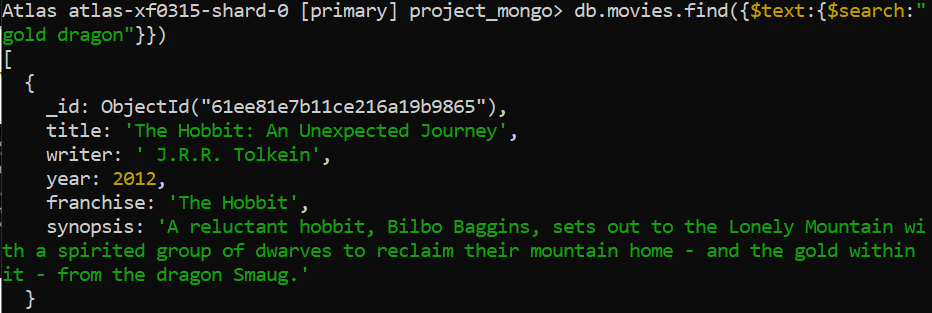 Atlas atlas-xf0315-shard-0 [primary] project_mongo> db.movies.find({$text:{$search:"
gold dragon"}})
[
  {
    _id: ObjectId("61ee81e7b11ce216a19b9865"),
    title: 'The Hobbit: An Unexpected Journey',
    writer: ' J.R.R. Tolkein',
    year: 2012,
    franchise: 'The Hobbit',
    synopsis: 'A reluctant hobbit, Bilbo Baggins, sets out to the Lonely Mountain wi
th a spirited group of dwarves to reclaim their mountain home - and the gold within
it - from the dragon Smaug.'
  }